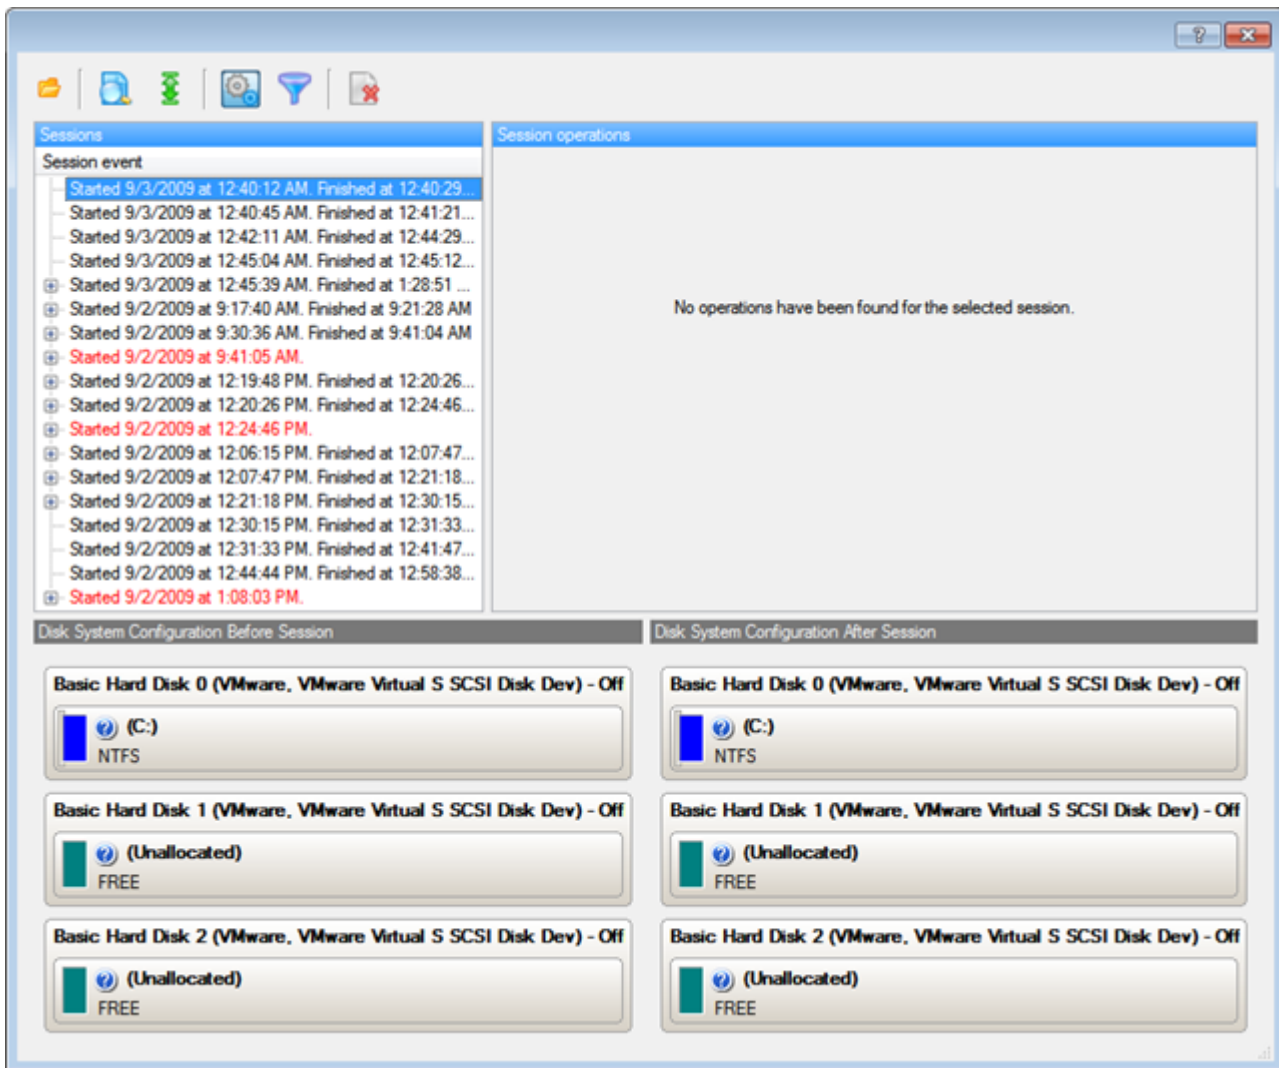 Sessions
Session operations
Session event
Started 9/3/2009 at 12:40:12 AM. Finished at 12:40:29...
Started 9/3/2009 at 12:40:45 AM. Finished at 12:41:21...
Started 9/3/2009 at 12:42:11 AM. Finished at 12:44:29...
Started 9/3/2009 at 12:45:04 AM. Finished at 12:45:12...
Started 9/3/2009 at 12:45:39 AM. Finished at 1:28:51 ...
Started 9/2/2009 at 9:17:40 AM. Finished at 9:21:28 AM
Started 9/2/2009 at 9:30:36 AM. Finished at 9:41:04 AM
Started 9/2/2009 at 9:41:05 AM.
Started 9/2/2009 at 12:19:48 PM. Finished at 12:20:26...
Started 9/2/2009 at 12:20:26 PM. Finished at 12:24:46...
Started 9/2/2009 at 12:24:46 PM.
Started 9/2/2009 at 12:06:15 PM. Finished at 12:07:47...
Started 9/2/2009 at 12:07:47 PM. Finished at 12:21:18...
Started 9/2/2009 at 12:21:18 PM. Finished at 12:30:15...
Started 9/2/2009 at 12:30:15 PM. Finished at 12:31:33...
Started 9/2/2009 at 12:31:33 PM. Finished at 12:41:47...
Started 9/2/2009 at 12:44:44 PM. Finished at 12:58:38...
Started 9/2/2009 at 1:08:03 PM.
No operations have been found for the selected session.
Disk System Configuration Before Session
Basic Hard Disk 0 (VMware, VMware Virtual S SCSI Disk Dev) - Off
(C:)
NTFS
Basic Hard Disk 1 (VMware, VMware Virtual S SCSI Disk Dev) - Off
(Unallocated)
FREE
Basic Hard Disk 2 (VMware, VMware Virtual S SCSI Disk Dev) - Off
(Unallocated)
FREE
Disk System Configuration After Session
Basic Hard Disk 0 (VMware, VMware Virtual S SCSI Disk Dev) - Off
(C:)
NTFS
Basic Hard Disk 1 (VMware, VMware Virtual S SCSI Disk Dev) - Off
(Unallocated)
FREE
Basic Hard Disk 2 (VMware, VMware Virtual S SCSI Disk Dev) - Off
(Unallocated)
FREE